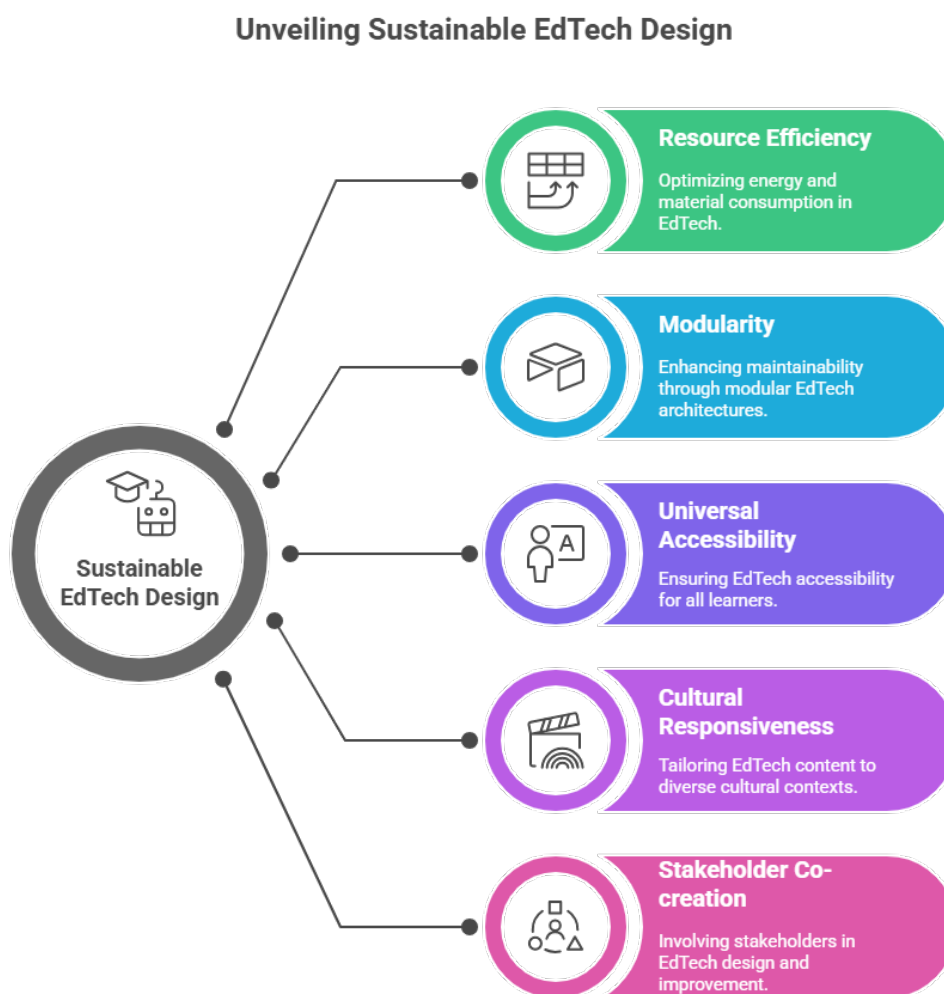 Unveiling Sustainable EdTech Design
Sustainable
EdTech Design
Resource Efficiency
Optimizing energy and
material consumption in
EdTech.
Modularity
Enhancing maintainability
through modular EdTech
architectures.
Universal
Accessibility
A
Ensuring EdTech accessibility
for all learners.
Cultural
Responsiveness
Tailoring EdTech content to
diverse cultural contexts.
Stakeholder Co-
creation
Involving stakeholders in
EdTech design and
improvement.